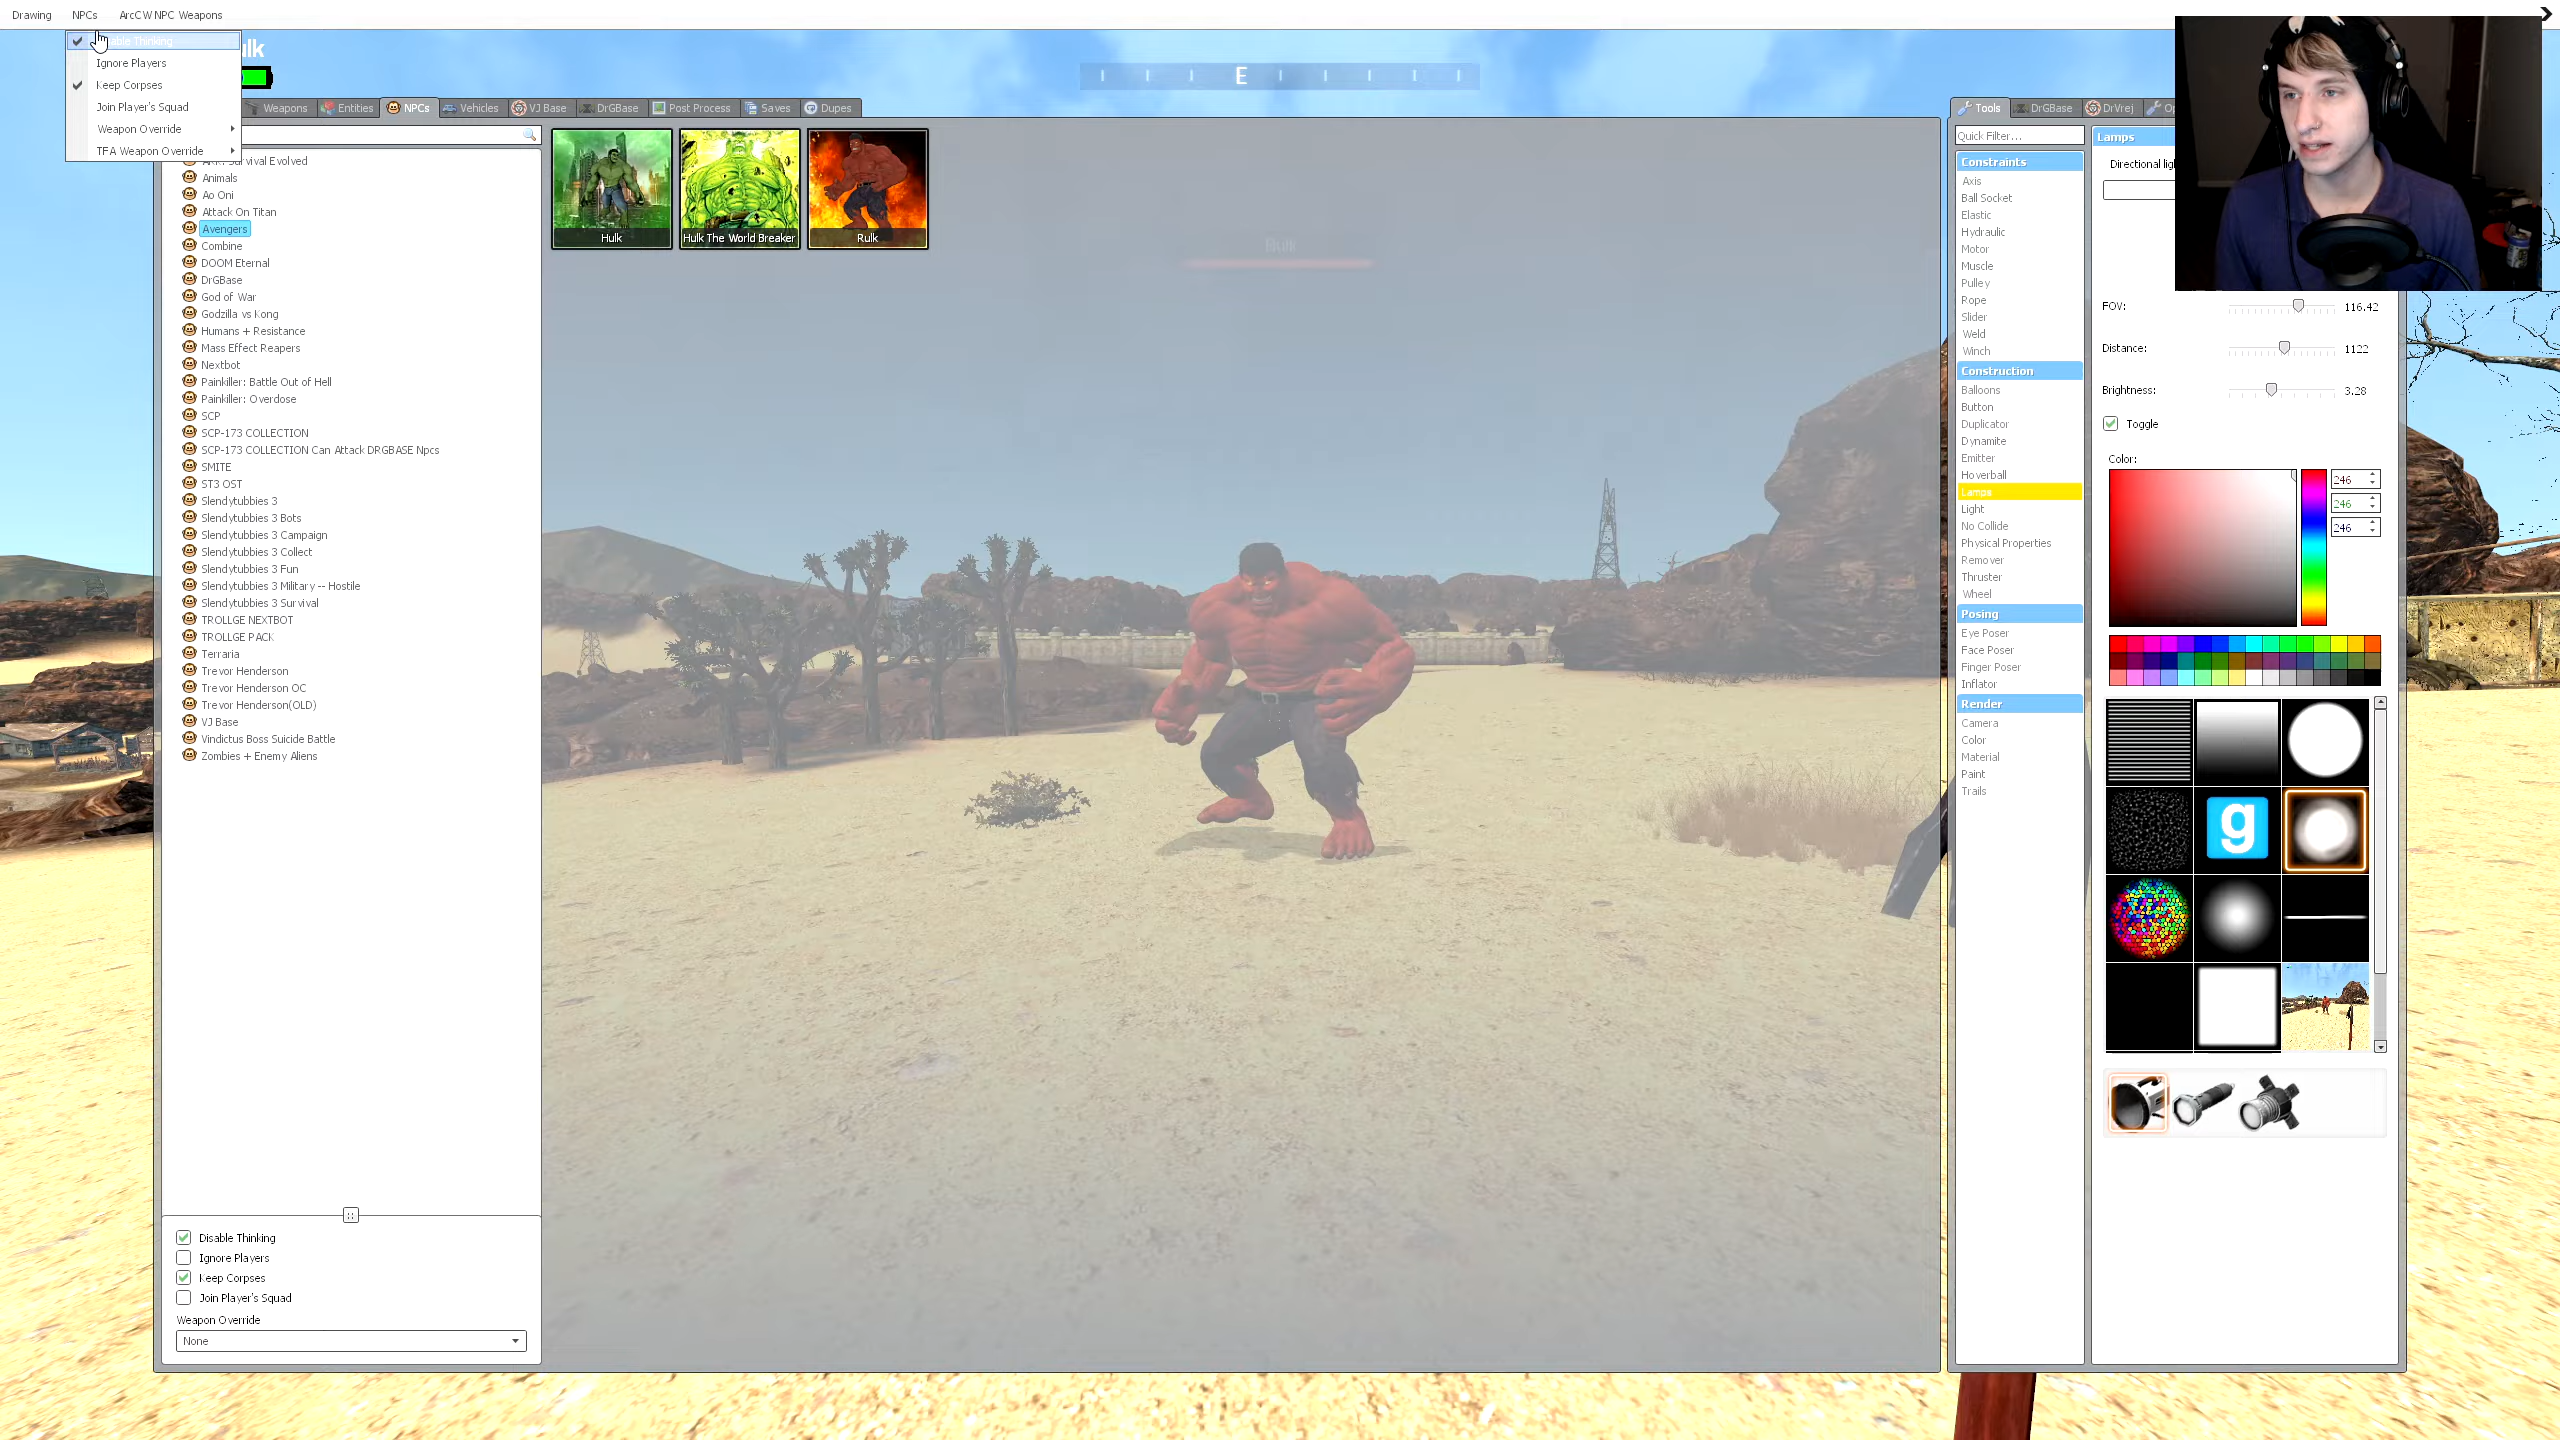 Drawing NPCs ArcCW NPC Weapons
Ignore Players
Keep Corpses
Join Player's Squad
Weapon Override
TFA Weapon Override
E
Weapons Entities NPCs Vehicles VJ Base DrGBase Post Process Saves Dupes
Animals
Ao Oni
Attack On Titan
Avengers
Combine
DOOM Eternal
DrGBase
God of War
Godzilla vs Kong
Humans + Resistance
Mass Effect Reapers
Nextbot
Painkiller: Battle Out of Hell
Painkiller: Overdose
SCP
SCP-173 COLLECTION
SCP-173 COLLECTION Can Attack DRGBASE Npcs
SMITE
ST3 OST
Slendytubbies 3
Slendytubbies 3 Bots
Slendytubbies 3 Campaign
Slendytubbies 3 Collect
Slendytubbies 3 Fun
Slendytubbies 3 Military -- Hostile
Slendytubbies 3 Survival
TROLLGE NEXTBOT
TROLLGE PACK
Terraria
Trevor Henderson
Trevor Henderson OC
Trevor Henderson(OLD)
VJ Base
Vindictus Boss Suicide Battle
Zombies + Enemy Aliens
Disable Thinking
Ignore Players
Keep Corpses
Join Player's Squad
Weapon Override
None
Hulk
Hulk The World Breaker
Rulk
Tools DrGBase DrVrej
Quick Filter...
Constraints
Axis
Ball Socket
Elastic
Hydraulic
Motor
Muscle
Pulley
Rope
Slider
Weld
Winch
Construction
Balloons
Button
Duplicator
Dynamite
Emitter
Hoverball
Lamps
Light
No Collide
Physical Properties
Remover
Thruster
Wheel
Posing
Eye Poser
Face Poser
Finger Poser
Inflator
Render
Camera
Color
Material
Paint
Trails
Lamps
Directional
FOV: 116.42
Distance: 1122
Brightness: 3.28
Toggle
Color:
246
246
246
g